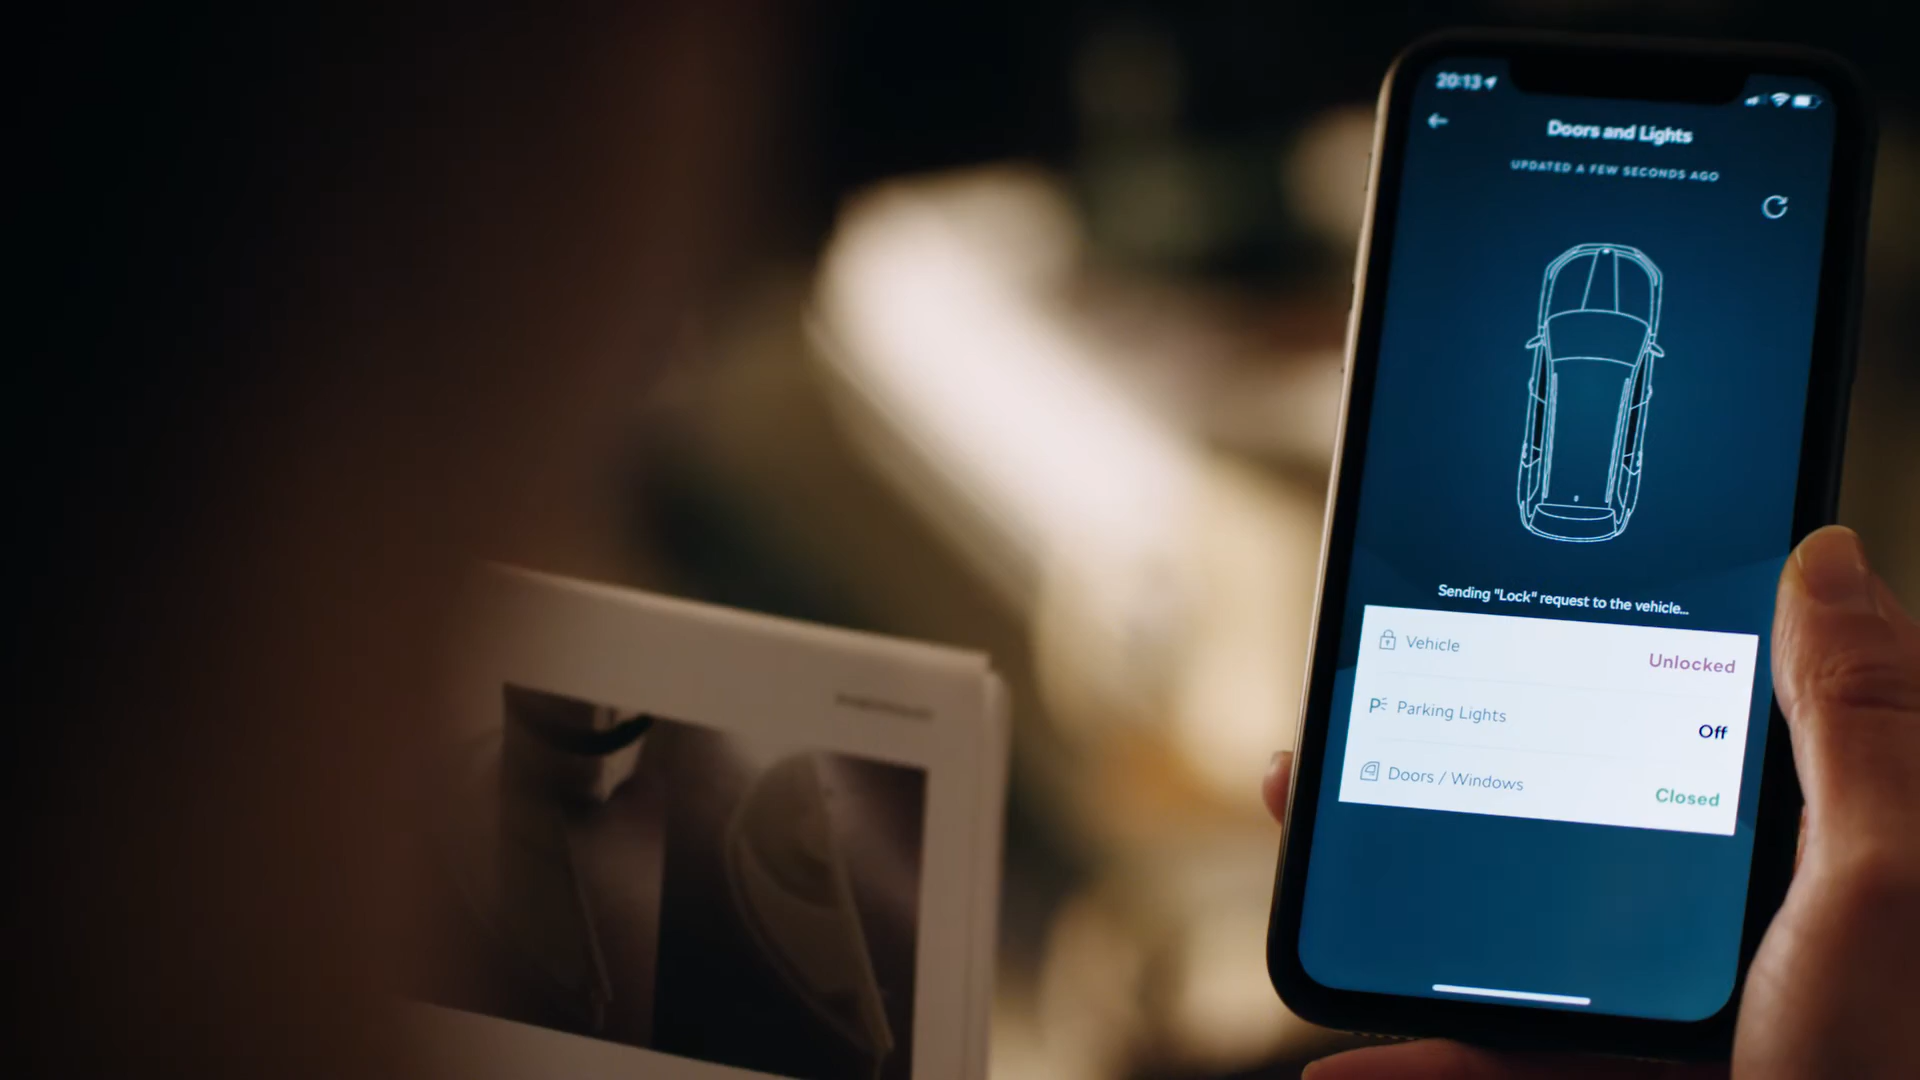 20:13
Doors and Lights
UPDATED A FEW SECONDS AGO
Sending "Lock" request to the vehicle...
Vehicle
Unlocked
Parking Lights
Off
Doors / Windows
Closed